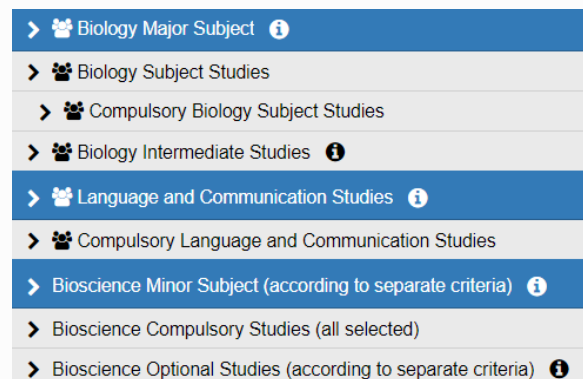 Biology Major Subject
Biology Subject Studies
Compulsory Biology Subject Studies
Biology Intermediate Studies
Language and Communication Studies
Compulsory Language and Communication Studies
Bioscience Minor Subject (according to separate criteria)
Bioscience Compulsory Studies (all selected)
Bioscience Optional Studies (according to separate criteria)